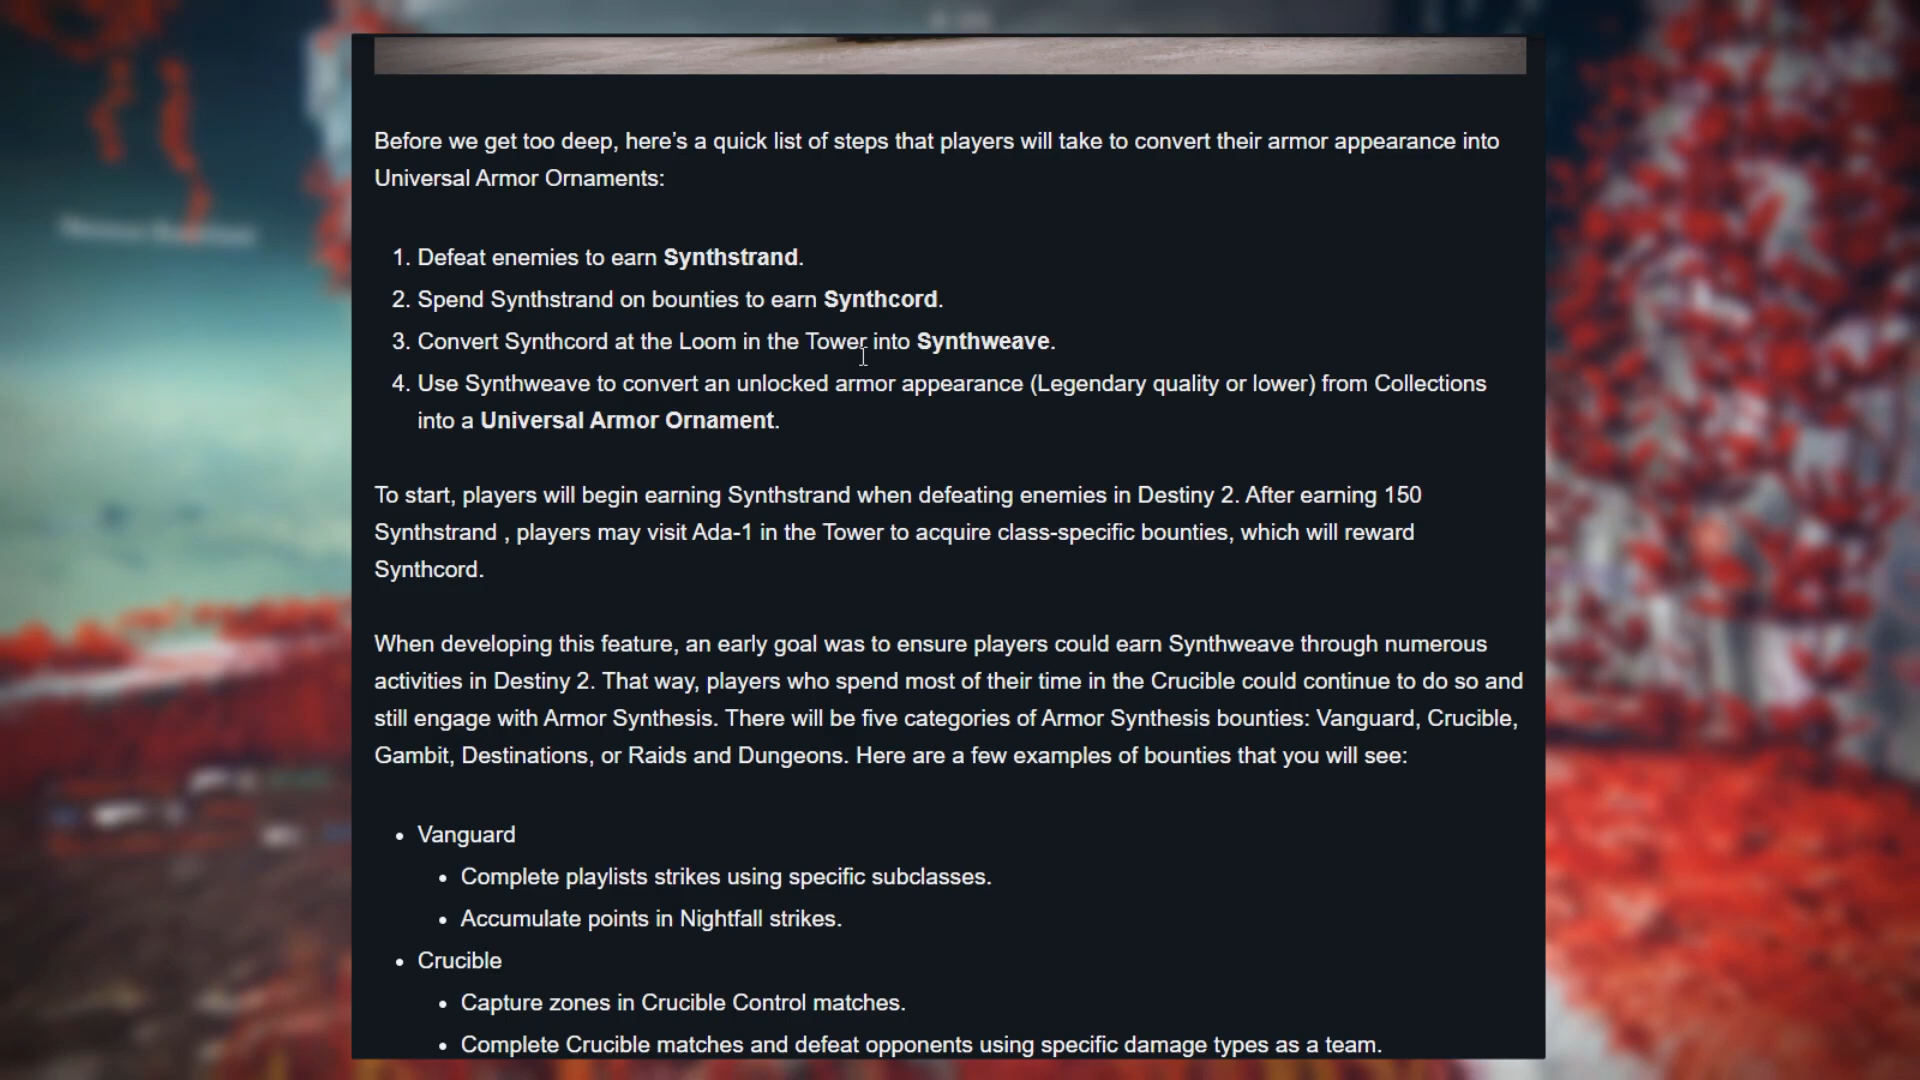 Before we get too deep, here's a quick list of steps that players will take to convert their armor appearance into
Universal Armor Ornaments:
1. Defeat enemies to earn Synthstrand.
2. Spend Synthstrand on bounties to earn Synthcord.
3. Convert Synthcord at the Loom in the Tower into Synthweave.
4. Use Synthweave to convert an unlocked armor appearance (Legendary quality or lower) from Collections
into a Universal Armor Ornament.
To start, players will begin earning Synthstrand when defeating enemies in Destiny 2. After earning 150
Synthstrand , players may visit Ada-1 in the Tower to acquire class-specific bounties, which will reward
Synthcord.
When developing this feature, an early goal was to ensure players could earn Synthweave through numerous
activities in Destiny 2. That way, players who spend most of their time in the Crucible could continue to do so and
still engage with Armor Synthesis. There will be five categories of Armor Synthesis bounties: Vanguard, Crucible,
Gambit, Destinations, or Raids and Dungeons. Here are a few examples of bounties that you will see:
• Vanguard
• Complete playlists strikes using specific subclasses.
• Accumulate points in Nightfall strikes.
• Crucible
• Capture zones in Crucible Control matches.
• Complete Crucible matches and defeat opponents using specific damage types as a team.